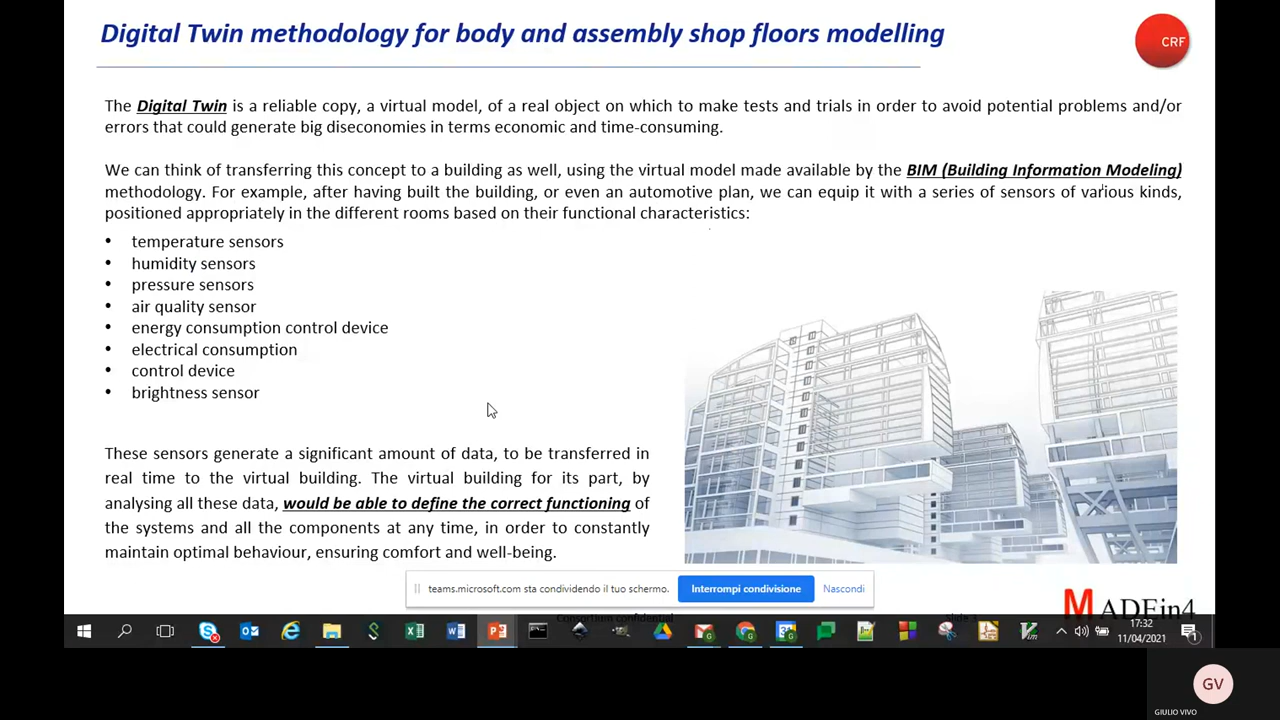 Digital Twin methodology for body and assembly shop floors modelling
CRF
The Digital Twin is a reliable copy, a virtual model, of a real object on which to make tests and trials in order to avoid potential problems and/or
errors that could generate big diseconomies in terms economic and time-consuming.
We can think of transferring this concept to a building as well, using the virtual model made available by the BIM (Building Information Modeling)
methodology. For example, after having built the building, or even an automotive plan, we can equip it with a series of sensors of various kinds,
positioned appropriately in the different rooms based on their functional characteristics:
• temperature sensors
• humidity sensors
• pressure sensors
• air quality sensor
• energy consumption control device
• electrical consumption
• control device
• brightness sensor
These sensors generate a significant amount of data, to be transferred in
real time to the virtual building. The virtual building for its part, by
analysing all these data, would be able to define the correct functioning of
the systems and all the components at any time, in order to constantly
maintain optimal behaviour, ensuring comfort and well-being.
teams.microsoft.com sta condividendo il tuo schermo.
Interrompi condivisione
Nascondi
MADEin4
Consortium confidential
17:32
11/04/2021
GV
GIULIO VIVO